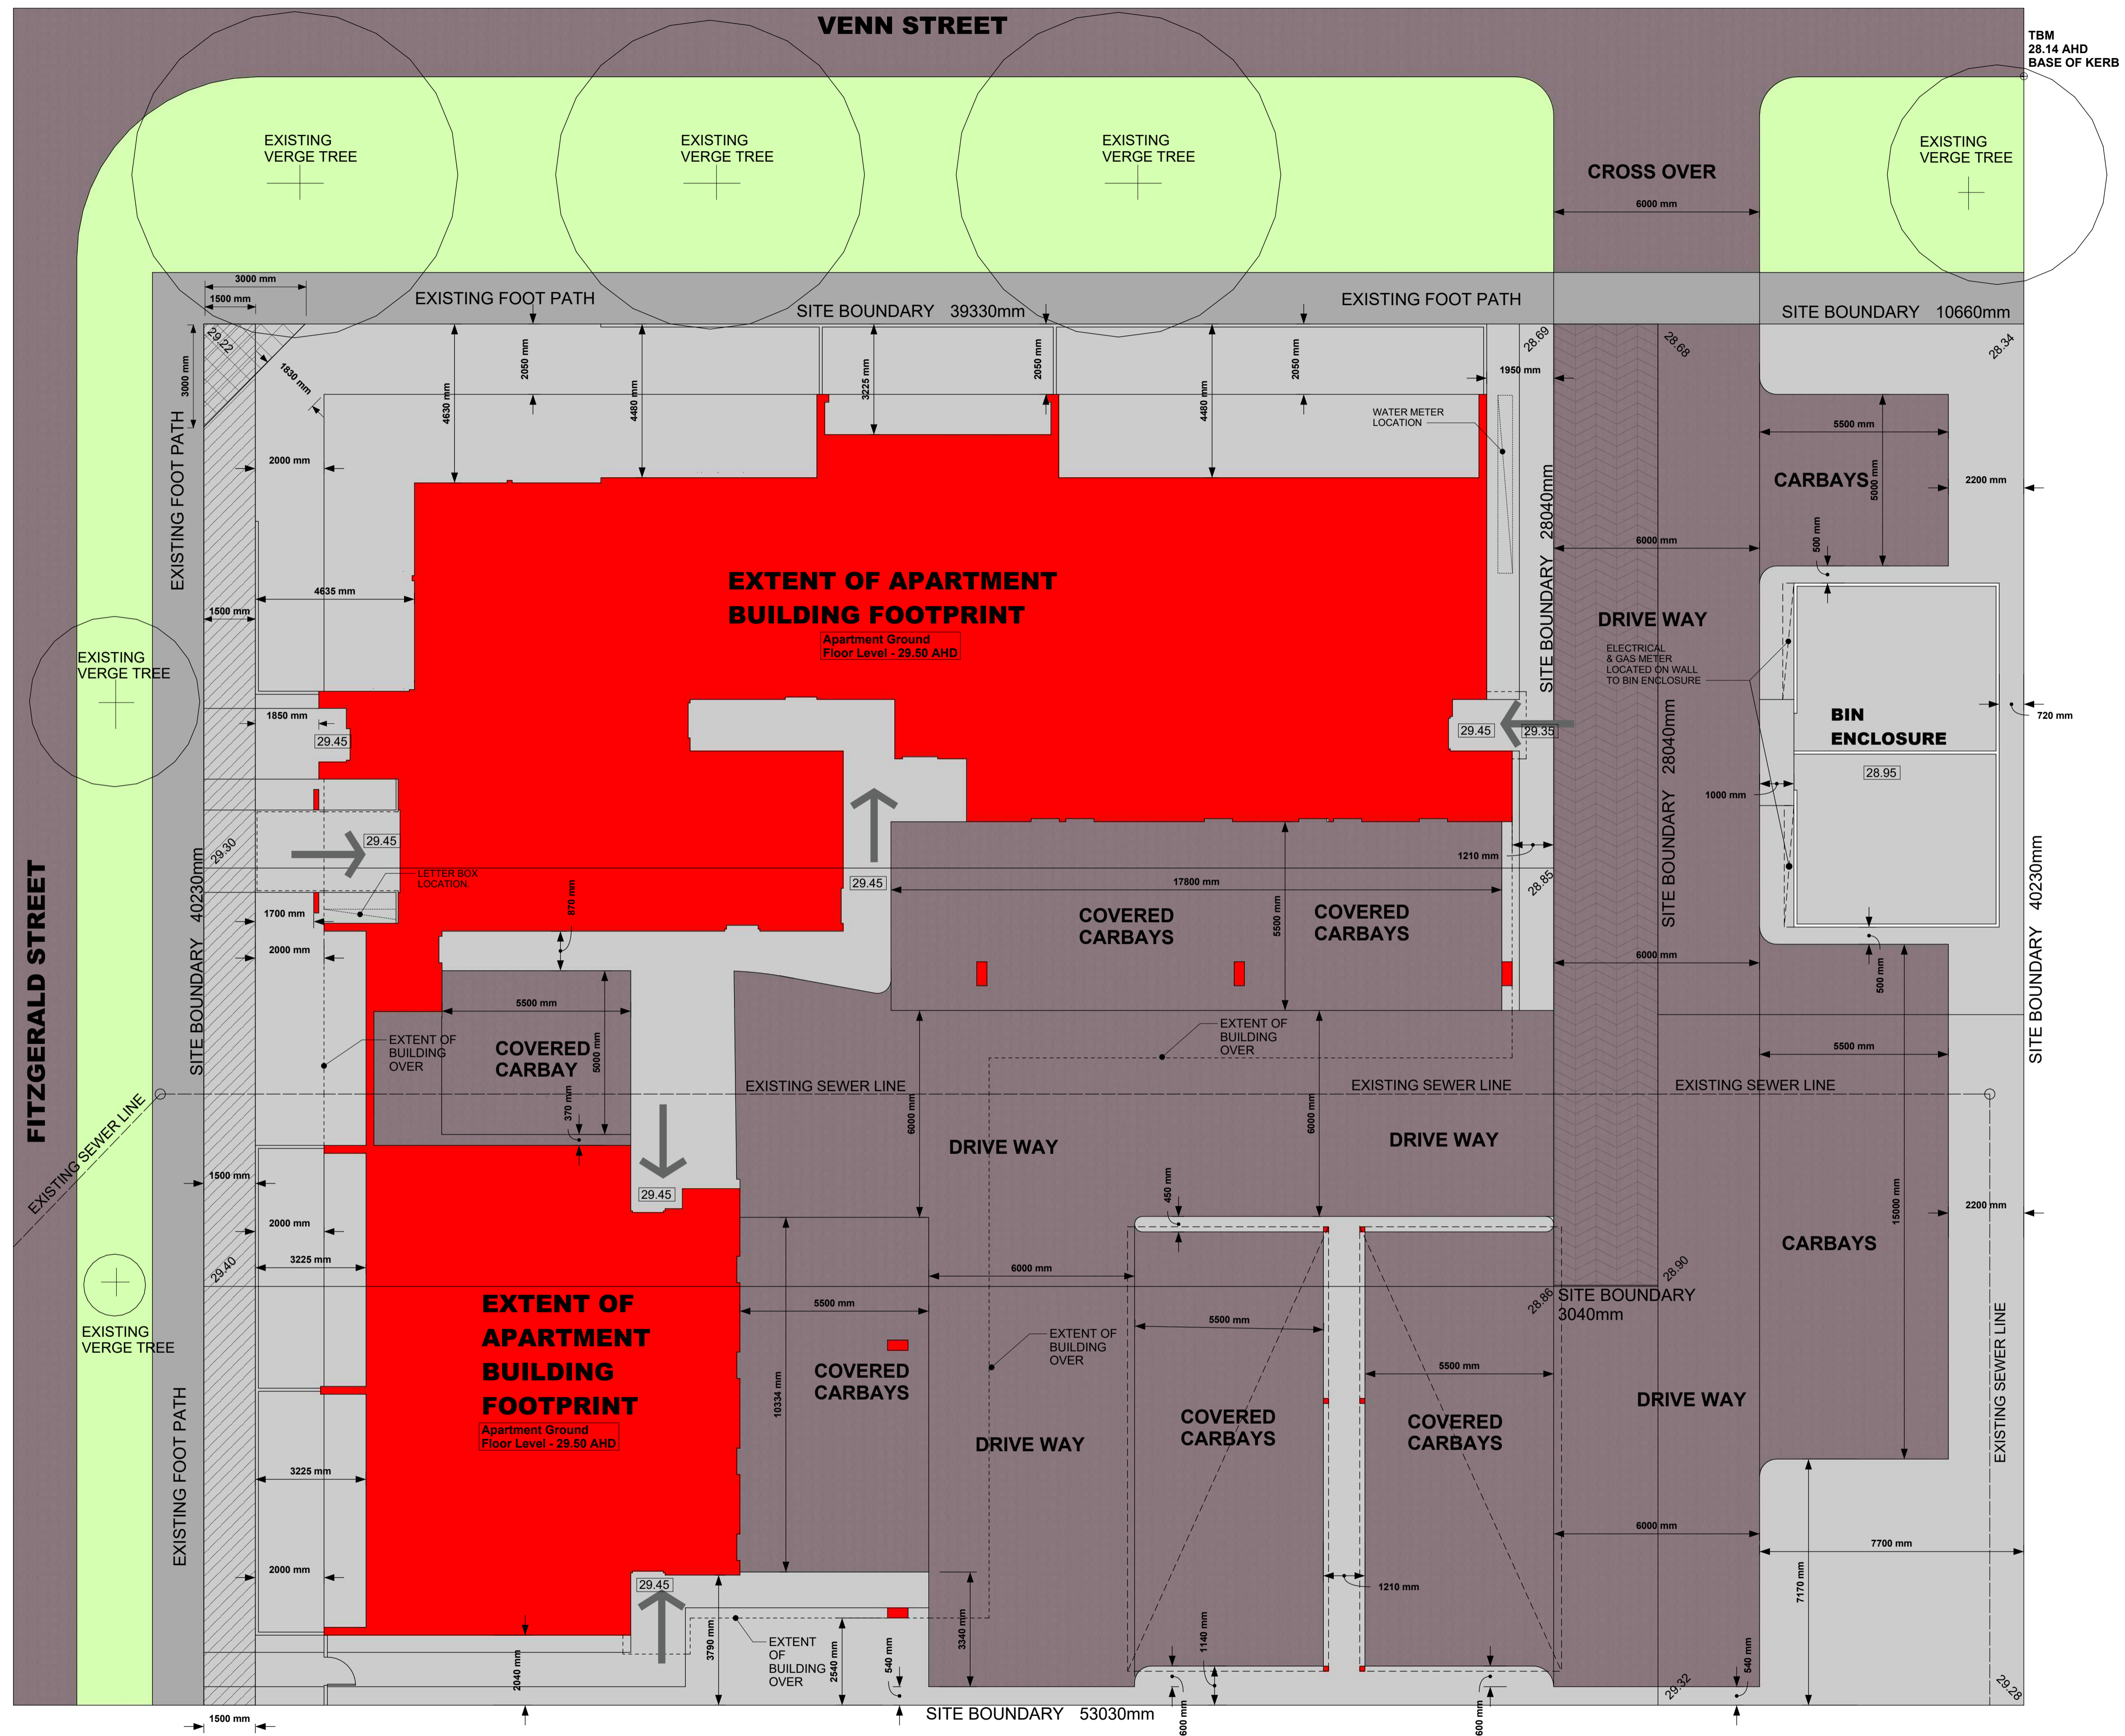 VENN STREET
TBM
28.14 AHD
BASE OF KERB
EXISTING
VERGE TREE
EXISTING
VERGE TREE
EXISTING
VERGE TREE
EXISTING
VERGE TREE
CROSS OVER
6000 mm
3000 mm
1500 mm
EXISTING FOOT PATH
SITE BOUNDARY 39330mm
EXISTING FOOT PATH
SITE BOUNDARY 10660mm
29.22
3000 mm
1830 mm
4630 mm
2050 mm
4480 mm
3225 mm
2050 mm
4480 mm
2050 mm
1950 mm
28.69
28.68
28.34
WATER METER
LOCATION
EXISTING FOOT PATH
2000 mm
5500 mm
CARBAYS
5000 mm
2200 mm
SITE BOUNDARY 28040mm
6000 mm
500 mm
EXTENT OF APARTMENT
BUILDING FOOTPRINT
Apartment Ground
Floor Level - 29.50 AHD
4635 mm
1500 mm
DRIVE WAY
ELECTRICAL
& GAS METER
LOCATED ON WALL
TO BIN ENCLOSURE
EXISTING
VERGE TREE
1850 mm
29.45
29.45
29.35
SITE BOUNDARY 28040mm
BIN
ENCLOSURE
28.95
720 mm
1000 mm
29.45
29.30
LETTER BOX
LOCATION.
1700 mm
2000 mm
870 mm
29.45
17800 mm
5500 mm
COVERED
CARBAYS
COVERED
CARBAYS
1210 mm
28.85
FITZGERALD STREET
SITE BOUNDARY 40230mm
SITE BOUNDARY 40230mm
6000 mm
500 mm
5500 mm
EXTENT OF
BUILDING
OVER
COVERED
CARBAY
5000 mm
370 mm
EXTENT OF
BUILDING
OVER
5500 mm
EXISTING SEWER LINE
EXISTING SEWER LINE
EXISTING SEWER LINE
EXISTING SEWER LINE
6000 mm
6000 mm
DRIVE WAY
DRIVE WAY
1500 mm
29.45
450 mm
15000 mm
2200 mm
2000 mm
3225 mm
CARBAYS
29.40
6000 mm
28.90
28.86
SITE BOUNDARY
3040mm
EXTENT OF
APARTMENT
BUILDING
FOOTPRINT
Apartment Ground
Floor Level - 29.50 AHD
5500 mm
5500 mm
EXTENT OF
BUILDING
OVER
EXISTING
VERGE TREE
COVERED
CARBAYS
10334 mm
5500 mm
EXISTING SEWER LINE
DRIVE WAY
COVERED
CARBAYS
COVERED
CARBAYS
DRIVE WAY
3225 mm
EXISTING FOOT PATH
6000 mm
7700 mm
2000 mm
29.45
1210 mm
7170 mm
EXTENT
OF
BUILDING
OVER
2040 mm
3790 mm
2540 mm
540 mm
3340 mm
1140 mm
600 mm
600 mm
540 mm
29.32
29.28
SITE BOUNDARY 53030mm
1500 mm